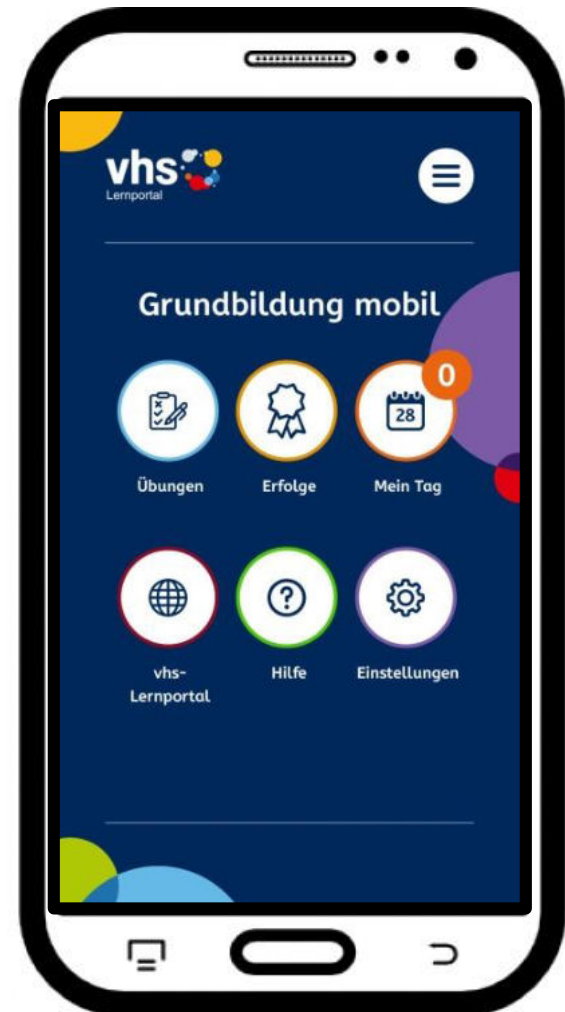 vhs
Lernportal
Grundbildung mobil
0
28
Übungen
Erfolge
Mein Tag
?
vhs-
Lernportal
Hilfe
Einstellungen